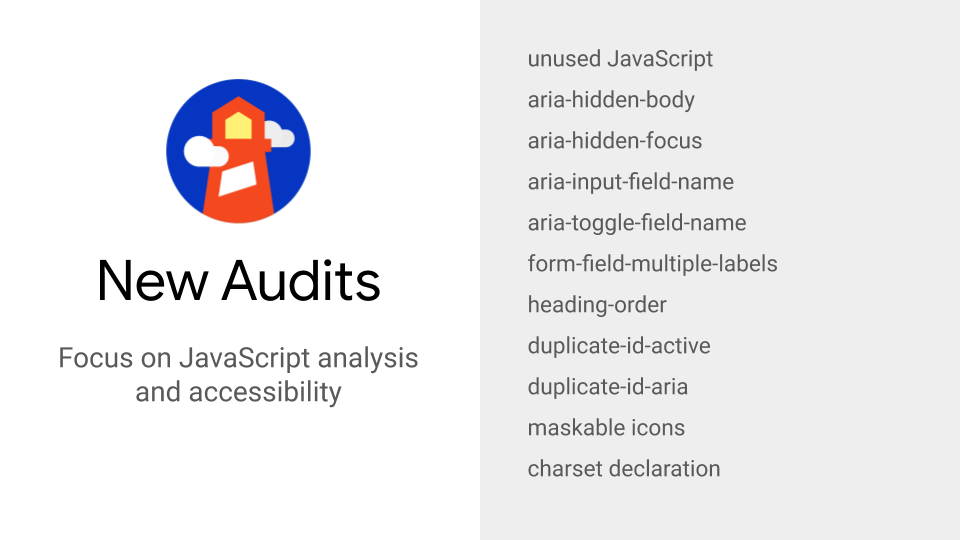 New Audits
Focus on JavaScript analysis
and accessibility
unused JavaScript
aria-hidden-body
aria-hidden-focus
aria-input-field-name
aria-toggle-field-name
form-field-multiple-labels
heading-order
duplicate-id-active
duplicate-id-aria
maskable icons
charset declaration